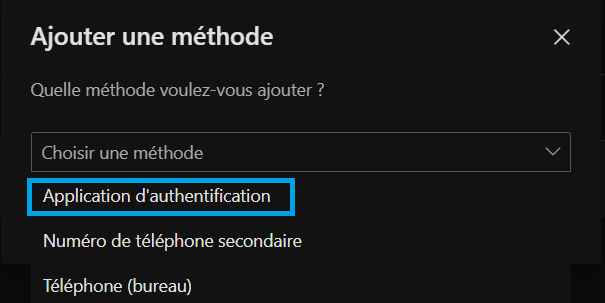 Ajouter une méthode
Quelle méthode voulez-vous ajouter ?
Choisir une méthode
Application d'authentification
Numéro de téléphone secondaire
Téléphone (bureau)